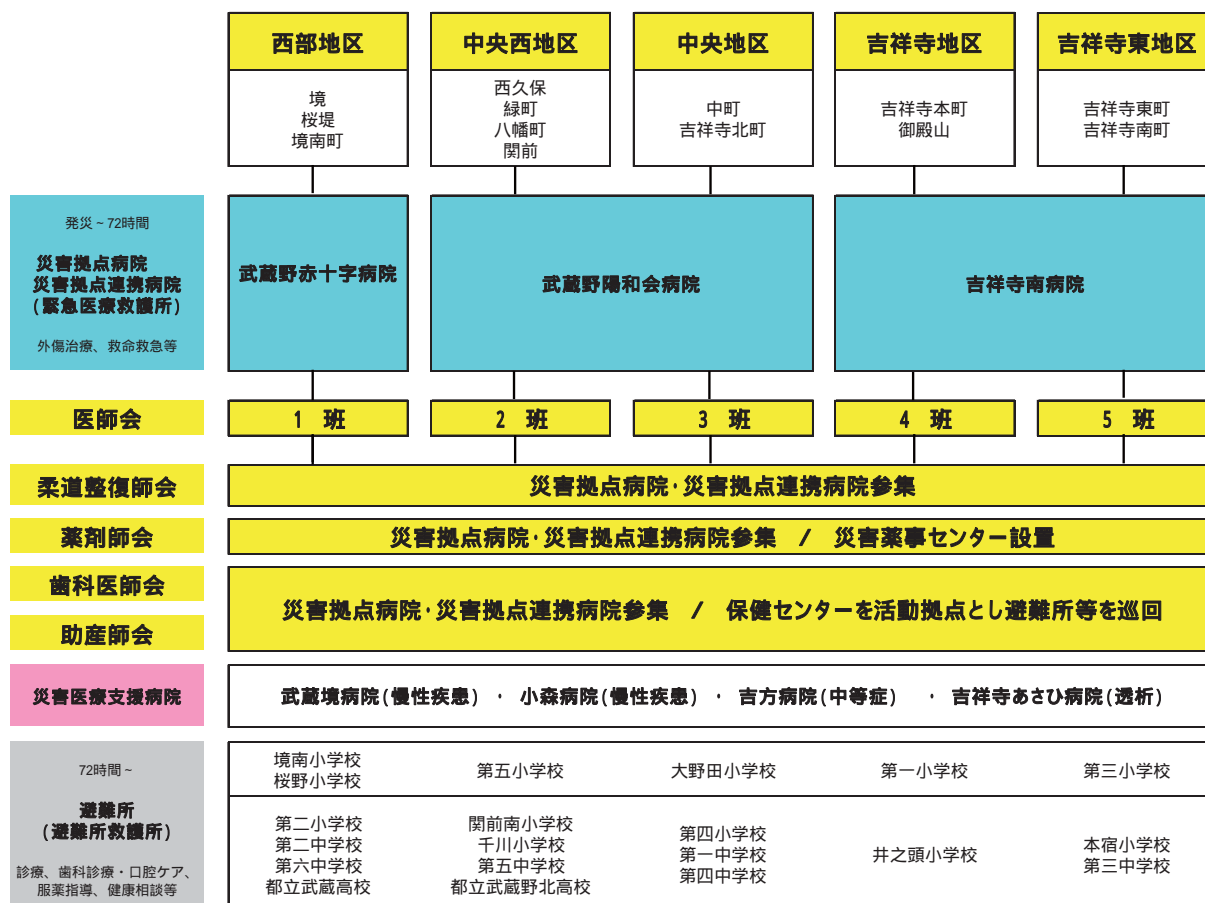 西部地区
中央西地区
中央地区
吉祥寺地区
吉祥寺東地区
境
桜堤
境南町
西久保
緑町
八幡町
関前
中町
吉祥寺北町
吉祥寺本町
御殿山
吉祥寺東町
吉祥寺南町
発災~72時間
災害拠点病院
災害拠点連携病院
(緊急医療救護所)
外傷治療、救命救急等
武蔵野赤十字病院
武蔵野陽和会病院
吉祥寺南病院
医師会
1 班
2 班
3 班
4 班
5 班
柔道整復師会
災害拠点病院・災害拠点連携病院参集
薬剤師会
災害拠点病院・災害拠点連携病院参集 / 災害薬事センター設置
歯科医師会
助産師会
災害拠点病院・災害拠点連携病院参集 / 保健センターを活動拠点とし避難所等を巡回
災害医療支援病院
武蔵境病院(慢性疾患) ・ 小森病院(慢性疾患) ・ 吉方病院(中等症) ・ 吉祥寺あさひ病院(透析)
72時間~
避難所
(避難所救護所)
診療、歯科診療・口腔ケア、
服薬指導、健康相談等
境南小学校
桜野小学校
第五小学校
大野田小学校
第一小学校
第三小学校
第二小学校
第二中学校
第六中学校
都立武蔵高校
関前南小学校
千川小学校
第五中学校
都立武蔵野北高校
第四小学校
第一中学校
第四中学校
井之頭小学校
本宿小学校
第三中学校